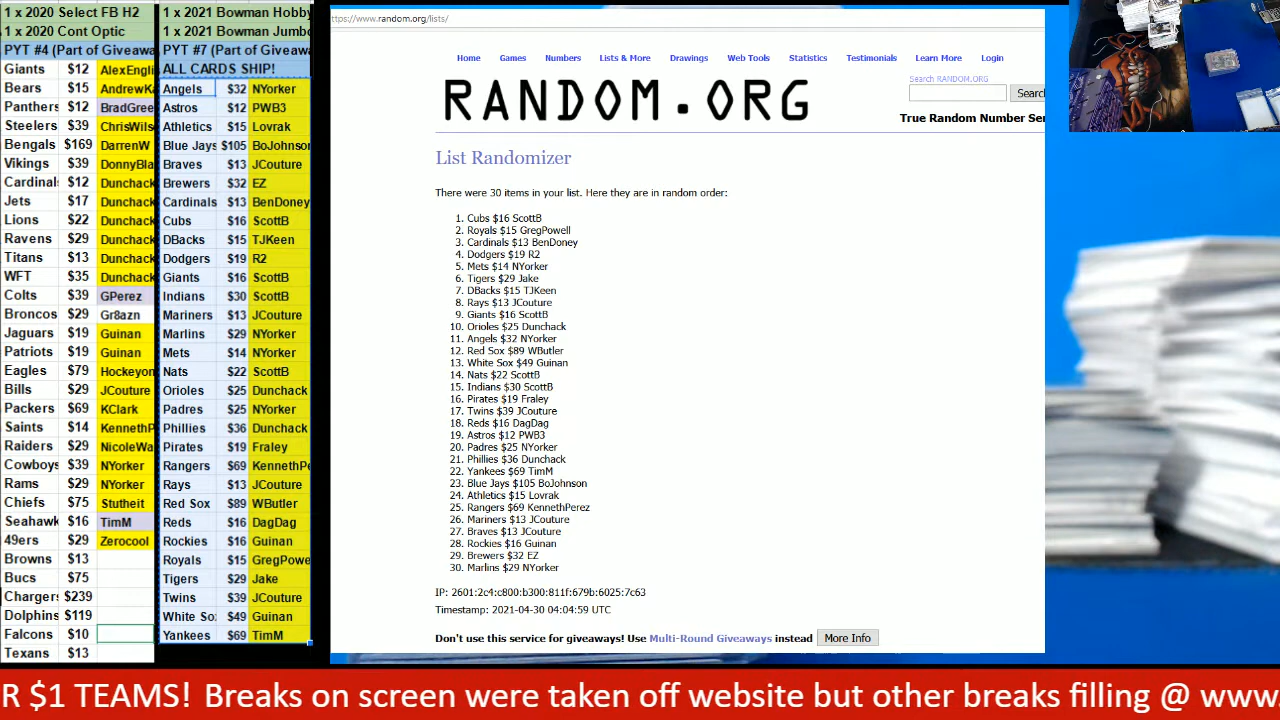 1 x 2020 Select FB H2
1 x 2020 Cont Optic
PYT #4 (Part of Giveawa
Giants $12 AlexEngli
Bears $15 AndrewKa
Panthers $12 BradGree
Steelers $39 ChrisWils
Bengals $169 DarrenW
Vikings $39 DonnyBla
Cardinal $12 Dunchack
Jets $17 Dunchack
Lions $22 Dunchack
Ravens $29 Dunchack
Titans $13 Dunchack
WFT $35 Dunchack
Colts $39 GPerez
Broncos $29 Gr8azn
Jaguars $19 Guinan
Patriots $19 Guinan
Eagles $79 Hockeyon
Bills $29 JCouture
Packers $69 KClark
Saints $14 KennethP
Raiders $29 NicoleWa
Cowboys $39 NYorker
Rams $29 NYorker
Chiefs $75 Stutheit
Seahawk $16 TimM
49ers $29 Zerocool
Browns $13
Bucs $75
Chargers $239
Dolphins $119
Falcons $10
Texans $13
1 x 2021 Bowman Hobby
1 x 2021 Bowman Jumbo
PYT #7 (Part of Giveawa
ALL CARDS SHIP!
Angels $32 NYorker
Astros $12 PWB3
Athletics $15 Lovrak
Blue Jays $105 BoJohnson
Braves $13 JCouture
Brewers $32 EZ
Cardinals $13 BenDoney
Cubs $16 ScottB
DBacks $15 TJKeen
Dodgers $19 R2
Giants $16 ScottB
Indians $30 ScottB
Mariners $13 JCouture
Marlins $29 NYorker
Mets $14 NYorker
Nats $22 ScottB
Orioles $25 Dunchack
Padres $25 NYorker
Phillies $36 Dunchack
Pirates $19 Fraley
Rangers $69 KennethPe
Rays $13 JCouture
Red Sox $89 WButler
Reds $16 DagDag
Rockies $16 Guinan
Royals $15 GregPowe
Tigers $29 Jake
Twins $39 JCouture
White So $49 Guinan
Yankees $69 TimM
ttps://www.random.org/lists/
Home Games Numbers Lists & More Drawings Web Tools Statistics Testimonials Learn More Login
RANDOM.ORG
Search RANDOM.ORG
Search
True Random Number Ser
List Randomizer
There were 30 items in your list. Here they are in random order:
1. Cubs $16 ScottB
2. Royals $15 GregPowell
3. Cardinals $13 BenDoney
4. Dodgers $19 R2
5. Mets $14 NYorker
6. Tigers $29 Jake
7. DBacks $15 TJKeen
8. Rays $13 JCouture
9. Giants $16 ScottB
10. Orioles $25 Dunchack
11. Angels $32 NYorker
12. Red Sox $89 WButler
13. White Sox $49 Guinan
14. Nats $22 ScottB
15. Indians $30 ScottB
16. Pirates $19 Fraley
17. Twins $39 JCouture
18. Reds $16 DagDag
19. Astros $12 PWB3
20. Padres $25 NYorker
21. Phillies $36 Dunchack
22. Yankees $69 TimM
23. Blue Jays $105 BoJohnson
24. Athletics $15 Lovrak
25. Rangers $69 KennethPerez
26. Mariners $13 JCouture
27. Braves $13 JCouture
28. Rockies $16 Guinan
29. Brewers $32 EZ
30. Marlins $29 NYorker
IP: 2601:2c4:c800:b300:811f:679b:6025:7c63
Timestamp: 2021-04-30 04:04:59 UTC
Don't use this service for giveaways! Use Multi-Round Giveaways instead More Info
R $1 TEAMS! Breaks on screen were taken off website but other breaks filling @ www.